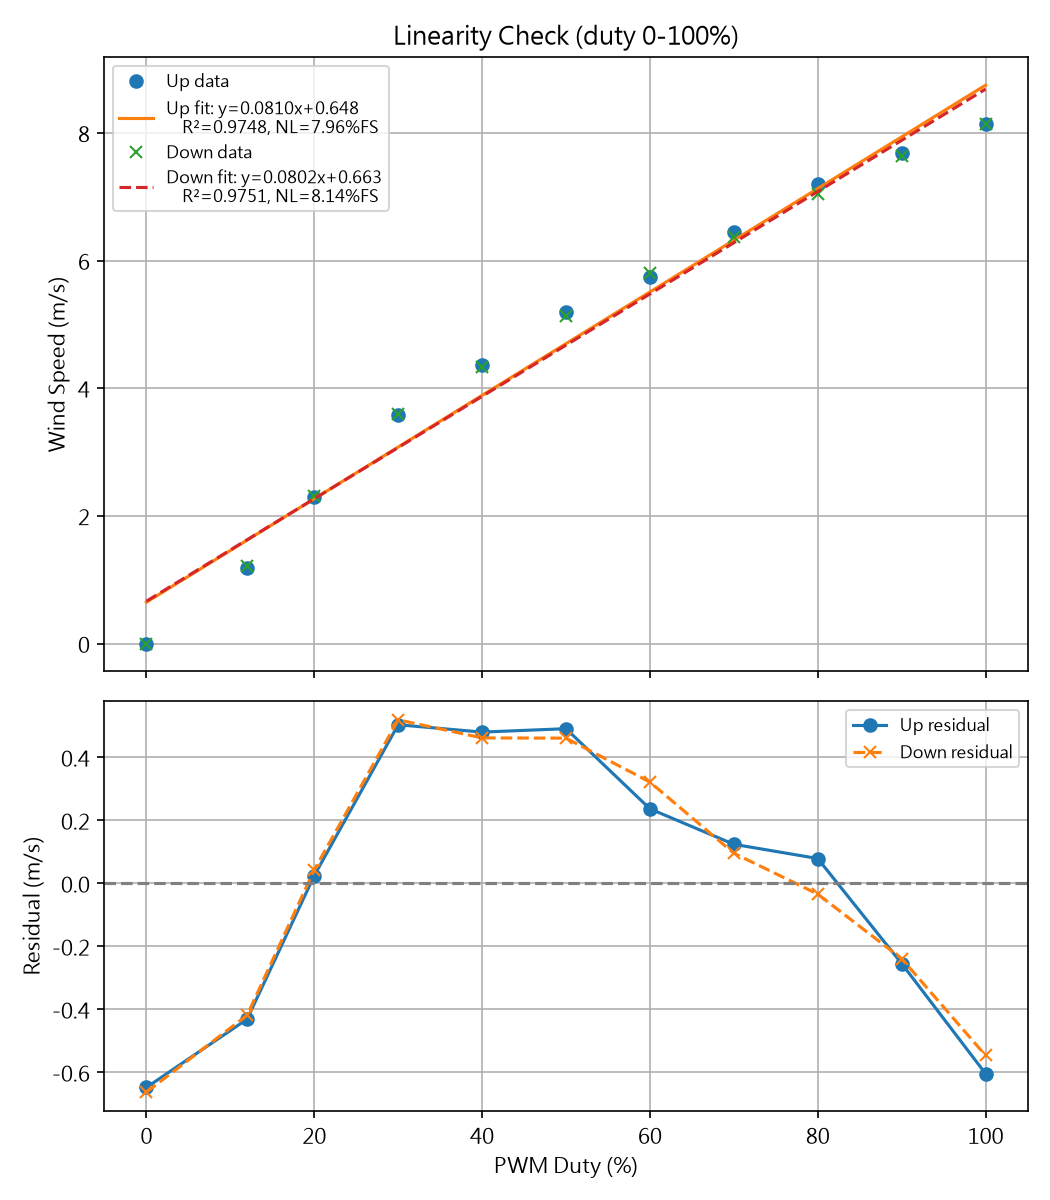 Linearity Check (duty 0-100%)
Up data
Up fit: y=0.0810x+0.648
R²=0.9748, NL=7.96%FS
Down data
Down fit: y=0.0802x+0.663
R²=0.9751, NL=8.14%FS
8
6
4
2
0
Wind Speed (m/s)
Up residual
Down residual
0.4
0.2
0.0
-0.2
-0.4
-0.6
Residual (m/s)
0 20 40 60 80 100
PWM Duty (%)